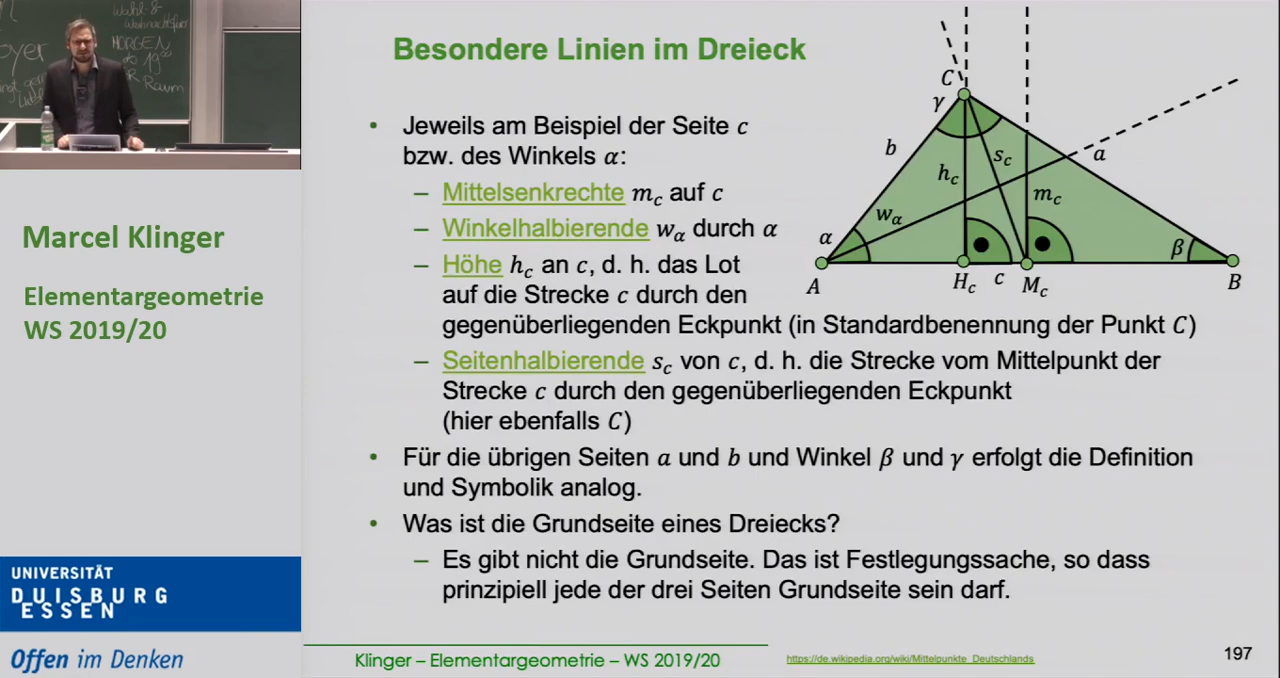 Wahl &
MORGEN
19⁰⁰
Raum
Marcel Klinger
Elementargeometrie
WS 2019/20
UNIVERSITÄT
DUISBURG
ESSEN
Offen im Denken
Besondere Linien im Dreieck
• Jeweils am Beispiel der Seite c
bzw. des Winkels α:
– Mittelsenkrechte m_c auf c
– Winkelhalbierende w_α durch α
– Höhe h_c an c, d. h. das Lot
auf die Strecke c durch den
gegenüberliegenden Eckpunkt (in Standardbenennung der Punkt C)
– Seitenhalbierende s_c von c, d. h. die Strecke vom Mittelpunkt der
Strecke c durch den gegenüberliegenden Eckpunkt
(hier ebenfalls C)
• Für die übrigen Seiten a und b und Winkel β und γ erfolgt die Definition
und Symbolik analog.
• Was ist die Grundseite eines Dreiecks?
– Es gibt nicht die Grundseite. Das ist Festlegungssache, so dass
prinzipiell jede der drei Seiten Grundseite sein darf.
C
γ
b
s_c
a
h_c
m_c
w_α
α
β
A
H_c
c
M_c
B
Klinger – Elementargeometrie – WS 2019/20
https://de.wikipedia.org/wiki/Mittelpunkte_Deutschlands
197